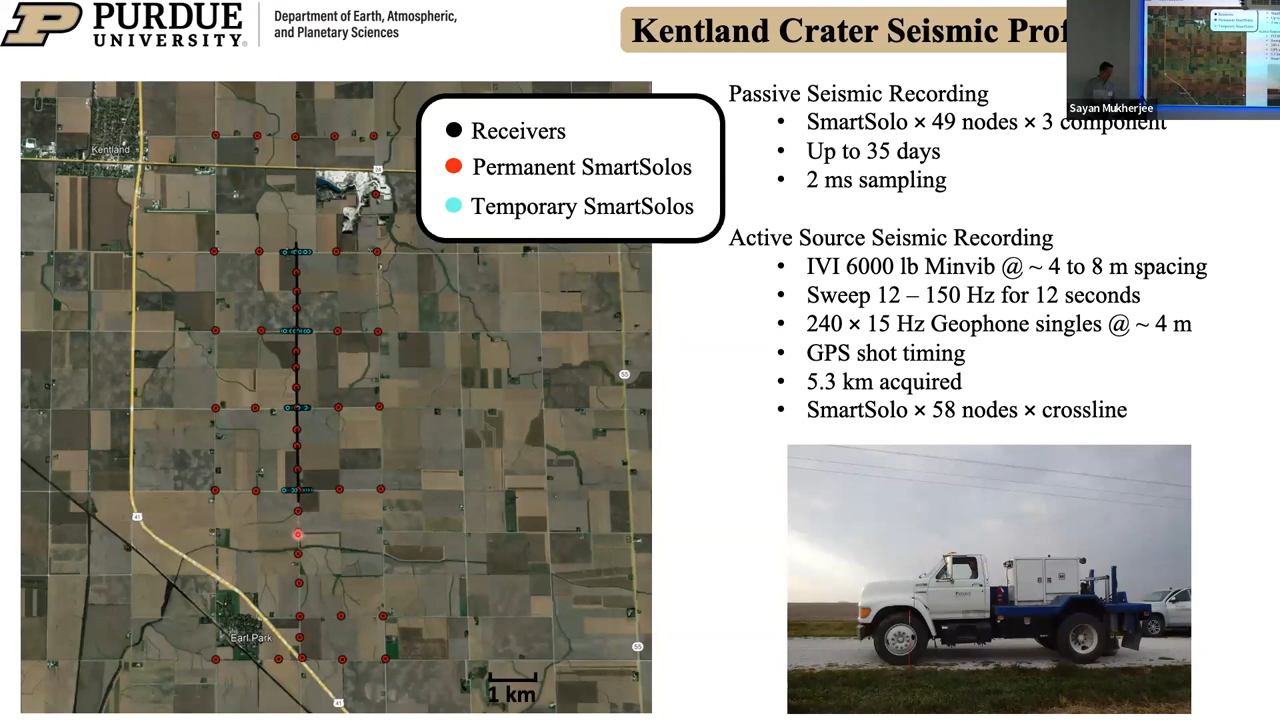 PURDUE
UNIVERSITY®
Department of Earth, Atmospheric,
and Planetary Sciences
Kentland Crater Seismic Prof
Sayan Mukherjee
Receivers
Permanent SmartSolos
Temporary SmartSolos
Kentland
55
41
Earl Park
55
41
1 km
Passive Seismic Recording
• SmartSolo × 49 nodes × 3 component
• Up to 35 days
• 2 ms sampling
Active Source Seismic Recording
• IVI 6000 lb Minvib @ ~ 4 to 8 m spacing
• Sweep 12 – 150 Hz for 12 seconds
• 240 × 15 Hz Geophone singles @ ~ 4 m
• GPS shot timing
• 5.3 km acquired
• SmartSolo × 58 nodes × crossline